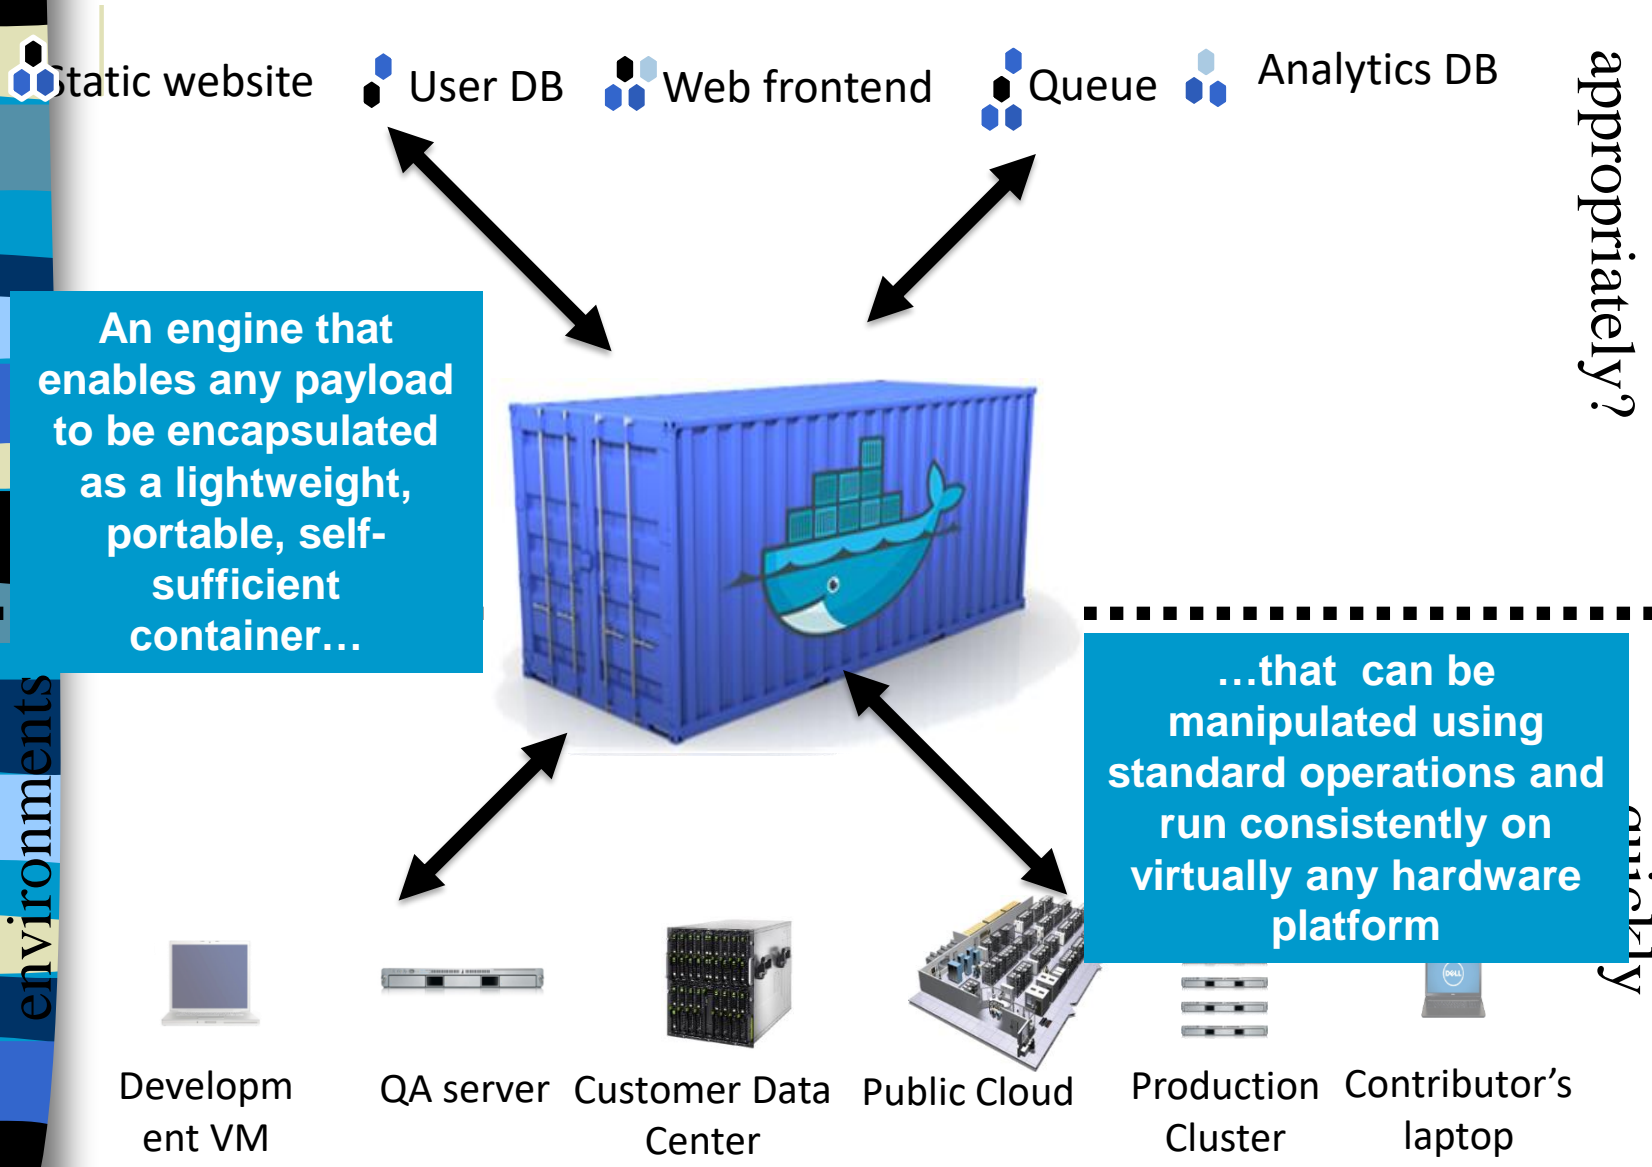 Static website
User DB
Web frontend
Queue
Analytics DB
appropriately?
An engine that
enables any payload
to be encapsulated
as a lightweight,
portable, self-
sufficient
container…
environments
…that  can be
manipulated using
standard operations and
run consistently on
virtually any hardware
platform
quickly
DELL
Developm
ent VM
QA server
Customer Data
Center
Public Cloud
Production
Cluster
Contributor’s
laptop